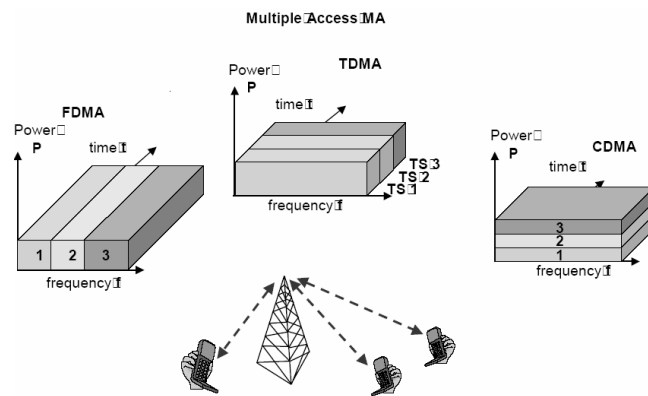 Multiple Access MA
TDMA
Power
P
time t
TS 3
TS 2
TS 1
frequency f
FDMA
Power
P
time t
1 2 3
frequency f
CDMA
Power
P
time t
3
2
1
frequency f